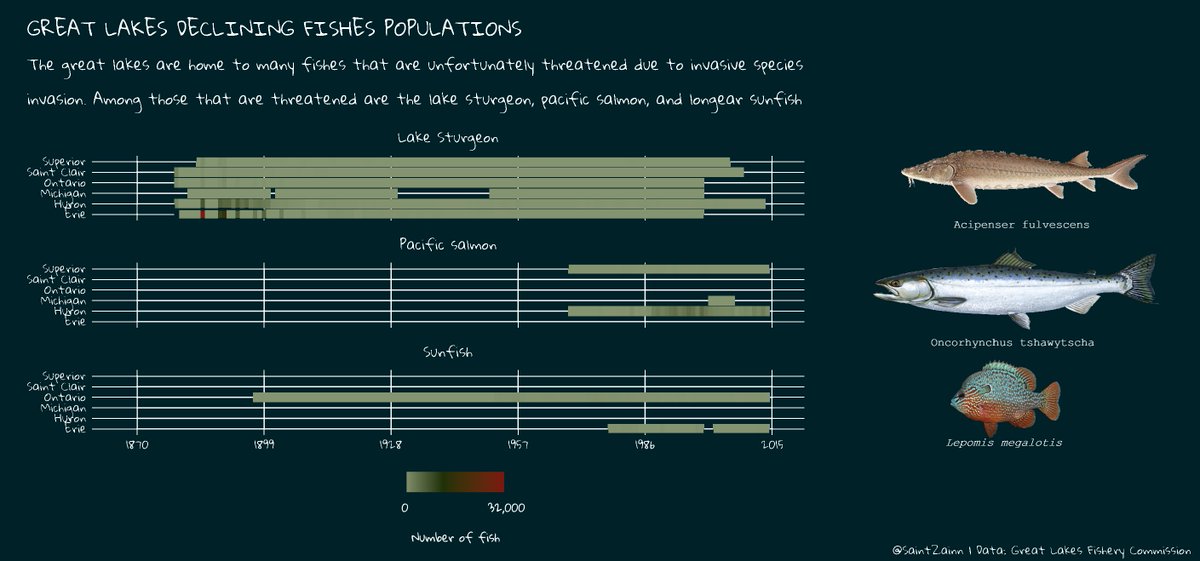 GREAT LAKES DECLINING FISHES POPULATIONS
The great lakes are home to many fishes that are unfortunately threatened due to invasive species
invasion. Among those that are threatened are the lake sturgeon, pacific salmon, and longear sunfish
Lake Sturgeon
Superior
Saint Clair
Ontario
Michigan
Huron
Erie
Acipenser fulvescens
Pacific salmon
Superior
Saint Clair
Ontario
Michigan
Huron
Erie
Oncorhynchus tshawytscha
Sunfish
Superior
Saint Clair
Ontario
Michigan
Huron
Erie
1870 1899 1928 1957 1986 2015
Lepomis megalotis
0 32,000
Number of fish
@SaintZainn | Data: Great Lakes Fishery Commission